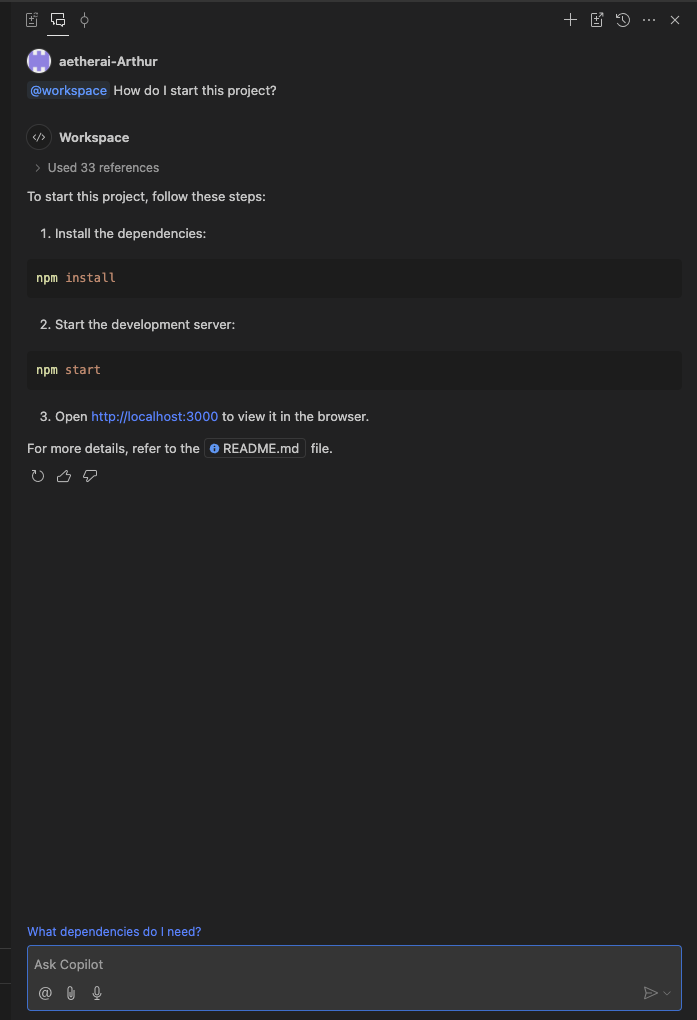 aetherai-Arthur
@workspace How do I start this project?
Workspace
Used 33 references
To start this project, follow these steps:
1. Install the dependencies:
npm install
2. Start the development server:
npm start
3. Open http://localhost:3000 to view it in the browser.
For more details, refer to the README.md file.
What dependencies do I need?
Ask Copilot